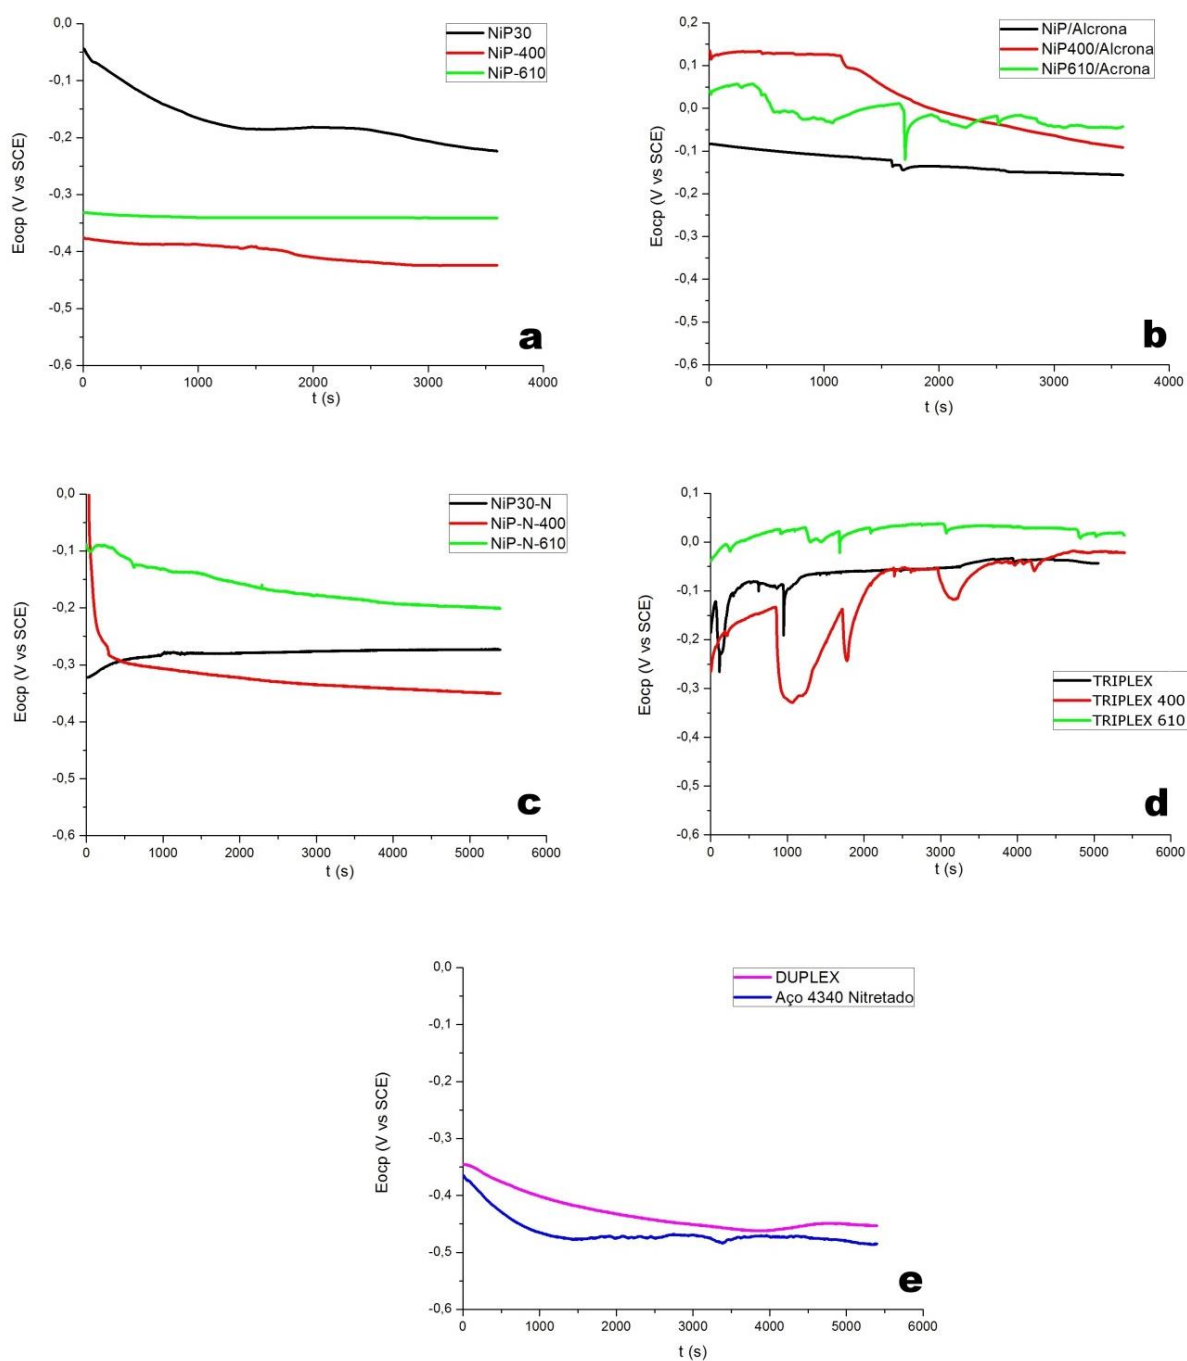 0,0
-0,1
-0,2
-0,3
-0,4
-0,5
-0,6
Eocp (V vs SCE)
NiP30
NiP-400
NiP-610
a
0 1000 2000 3000 4000
t (s)
0,2
0,1
0,0
-0,1
-0,2
-0,3
-0,4
-0,5
-0,6
Eocp (V vs SCE)
NiP/Alcrona
NiP400/Alcrona
NiP610/Acrona
b
0 1000 2000 3000 4000
t (s)
0,0
-0,1
-0,2
-0,3
-0,4
-0,5
-0,6
Eocp (V vs SCE)
NiP30-N
NiP-N-400
NiP-N-610
c
0 1000 2000 3000 4000 5000 6000
t (s)
0,1
0,0
-0,1
-0,2
-0,3
-0,4
-0,5
-0,6
Eocp (V vs SCE)
TRIPLEX
TRIPLEX 400
TRIPLEX 610
d
0 1000 2000 3000 4000 5000 6000
t (s)
0,0
-0,1
-0,2
-0,3
-0,4
-0,5
-0,6
Eocp (V vs SCE)
DUPLEX
Aço 4340 Nitretado
e
0 1000 2000 3000 4000 5000 6000
t (s)